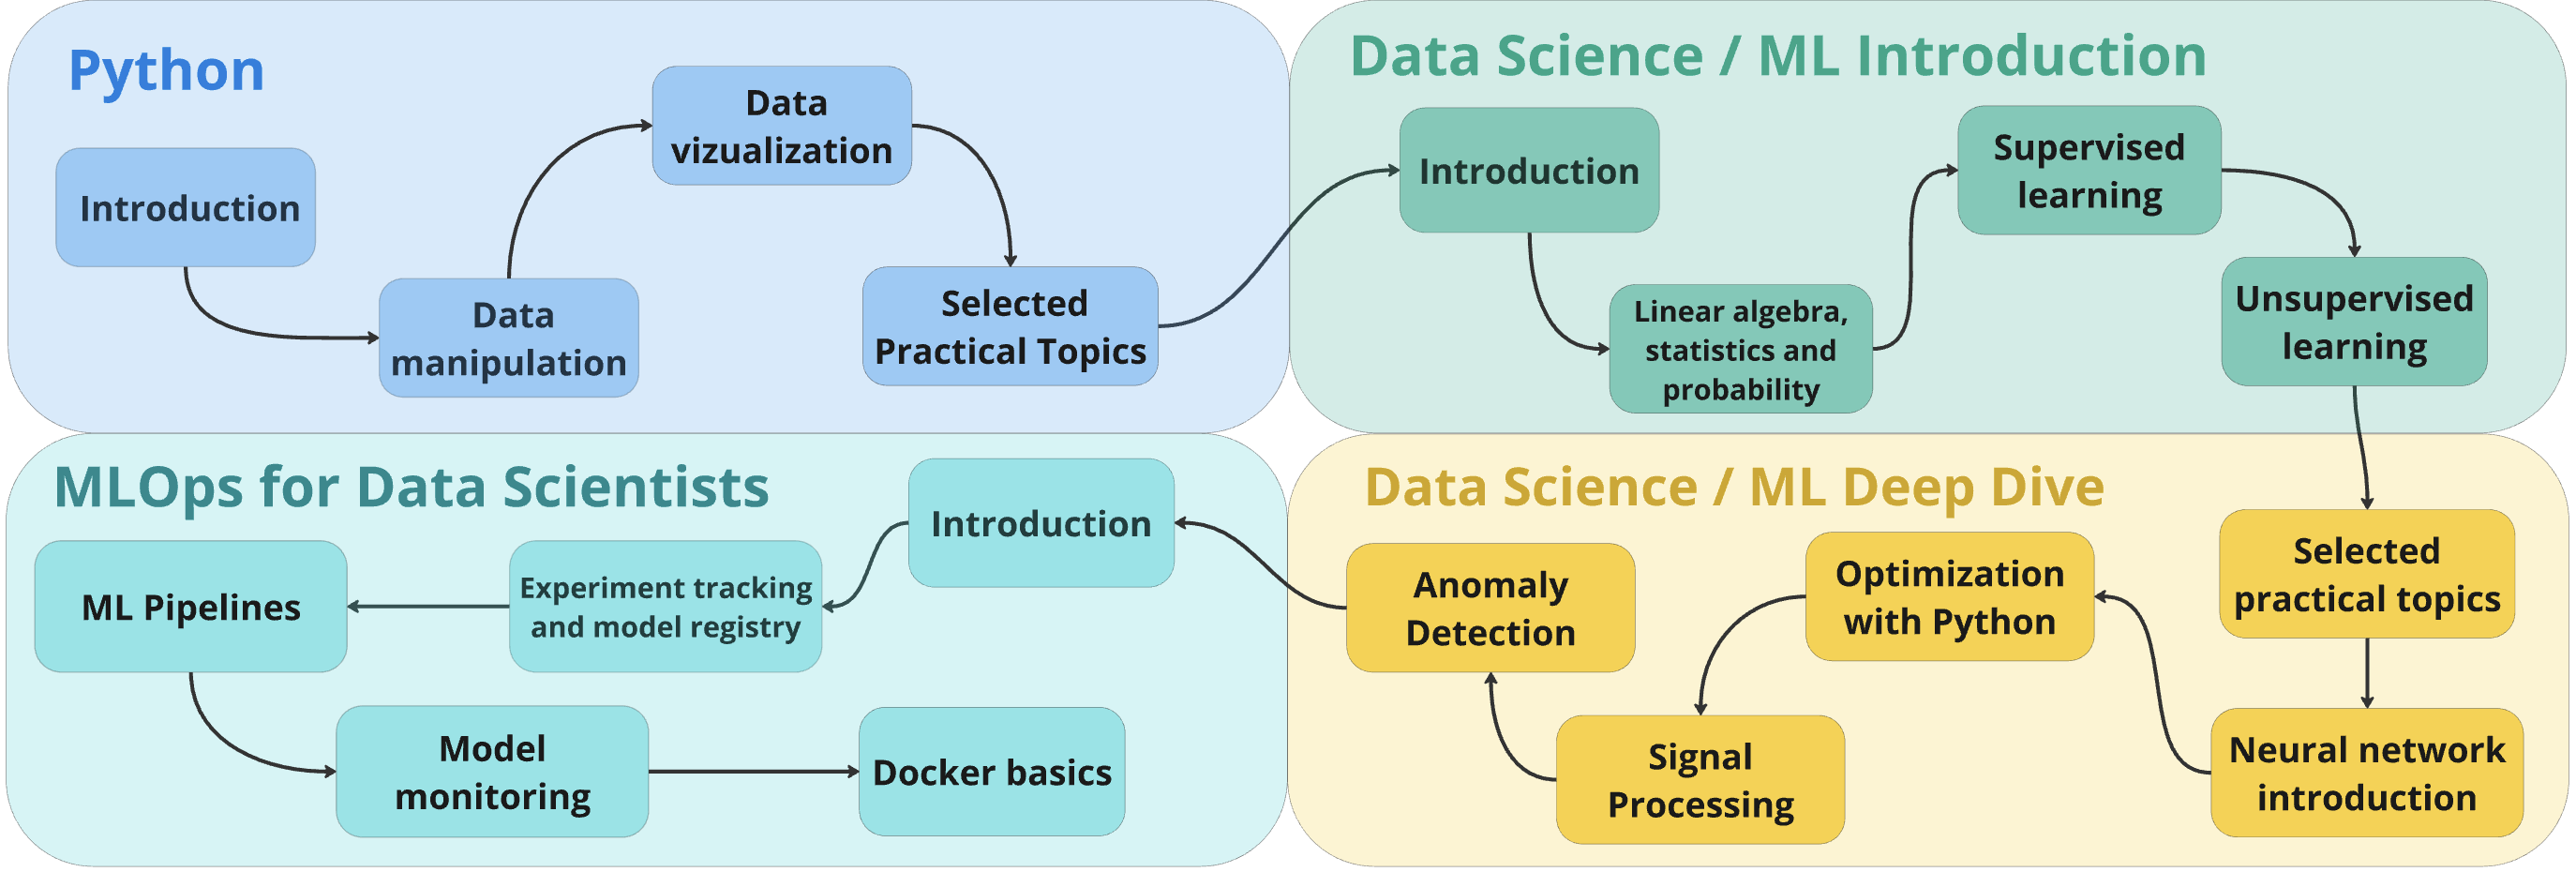 Python
Introduction
Data
manipulation
Data
vizualization
Selected
Practical Topics
Data Science / ML Introduction
Introduction
Linear algebra,
statistics and
probability
Supervised
learning
Unsupervised
learning
Data Science / ML Deep Dive
Selected
practical topics
Neural network
introduction
Optimization
with Python
Signal
Processing
Anomaly
Detection
MLOps for Data Scientists
Introduction
Experiment tracking
and model registry
ML Pipelines
Model
monitoring
Docker basics